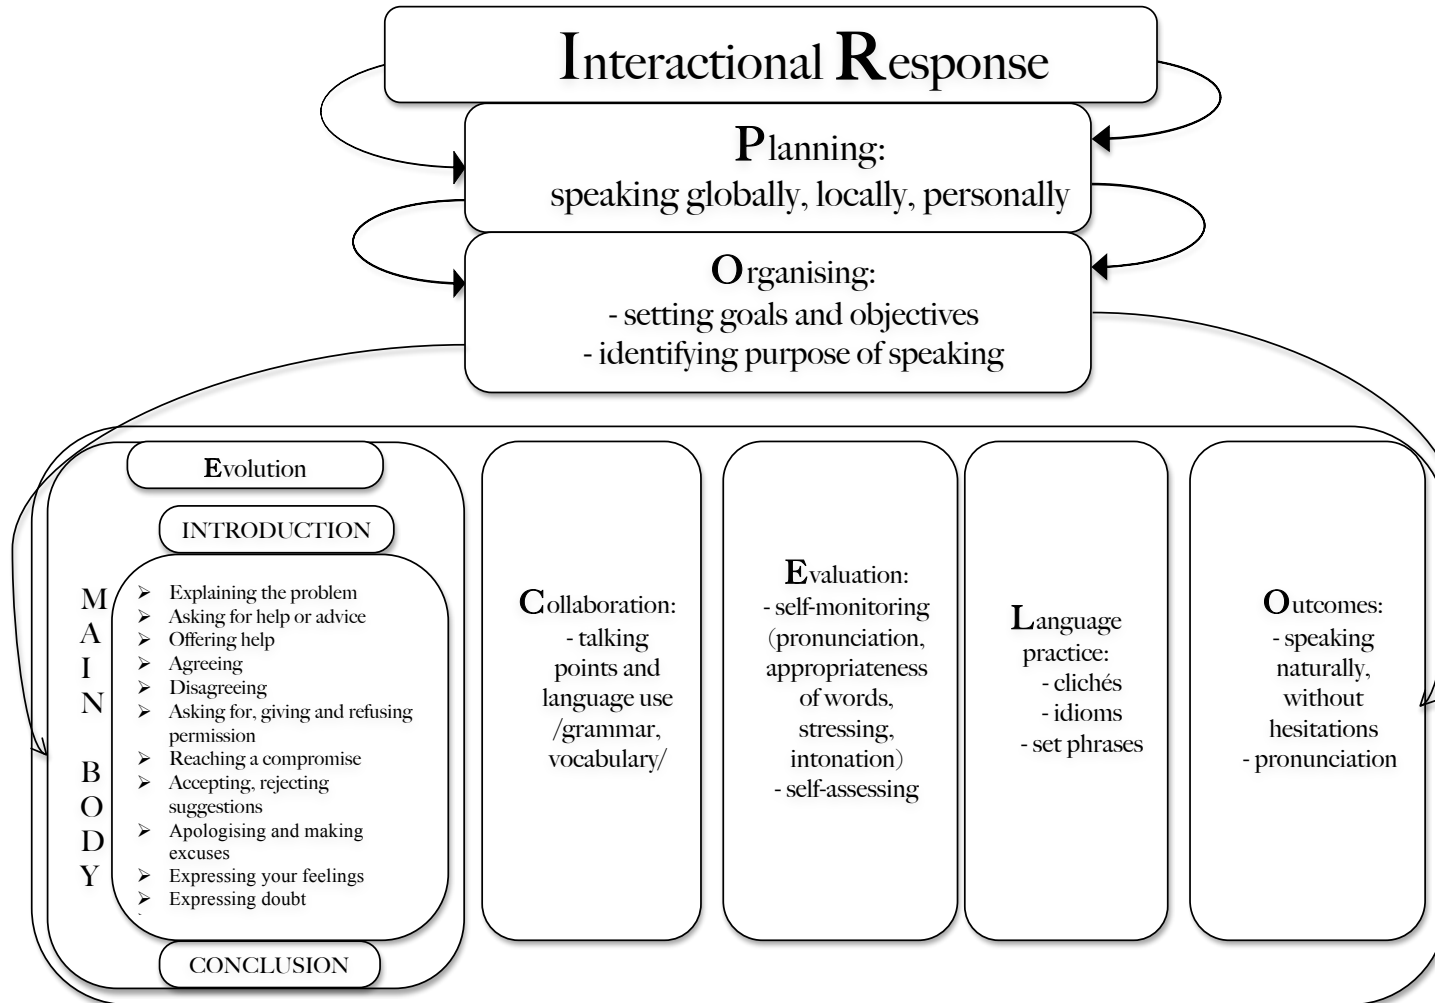 Interactional Response
Planning:
speaking globally, locally, personally
Organising:
- setting goals and objectives
- identifying purpose of speaking
Evolution
INTRODUCTION
MAIN BODY
➢ Explaining the problem
➢ Asking for help or advice
➢ Offering help
➢ Agreeing
➢ Disagreeing
➢ Asking for, giving and refusing
permission
➢ Reaching a compromise
➢ Accepting, rejecting
suggestions
➢ Apologising and making
excuses
➢ Expressing your feelings
➢ Expressing doubt
CONCLUSION
Collaboration:
- talking
points and
language use
/grammar,
vocabulary/
Evaluation:
- self-monitoring
(pronunciation,
appropriateness
of words,
stressing,
intonation)
- self-assessing
Language
practice:
- clichés
- idioms
- set phrases
Outcomes:
- speaking
naturally,
without
hesitations
- pronunciation